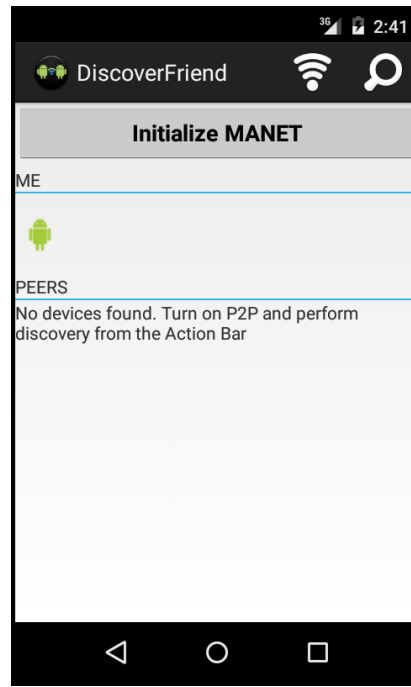 3G 2:41
DiscoverFriend
Initialize MANET
ME
PEERS
No devices found. Turn on P2P and perform
discovery from the Action Bar